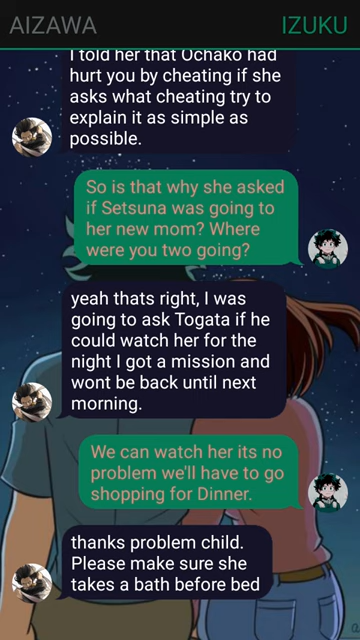 AIZAWA
IZUKU
I told her that Ochako had
hurt you by cheating if she
asks what cheating try to
explain it as simple as
possible.
So is that why she asked
if Setsuna was going to
her new mom? Where
were you two going?
yeah thats right, I was
going to ask Togata if he
could watch her for the
night I got a mission and
wont be back until next
morning.
We can watch her its no
problem we'll have to go
shopping for Dinner.
thanks problem child.
Please make sure she
takes a bath before bed